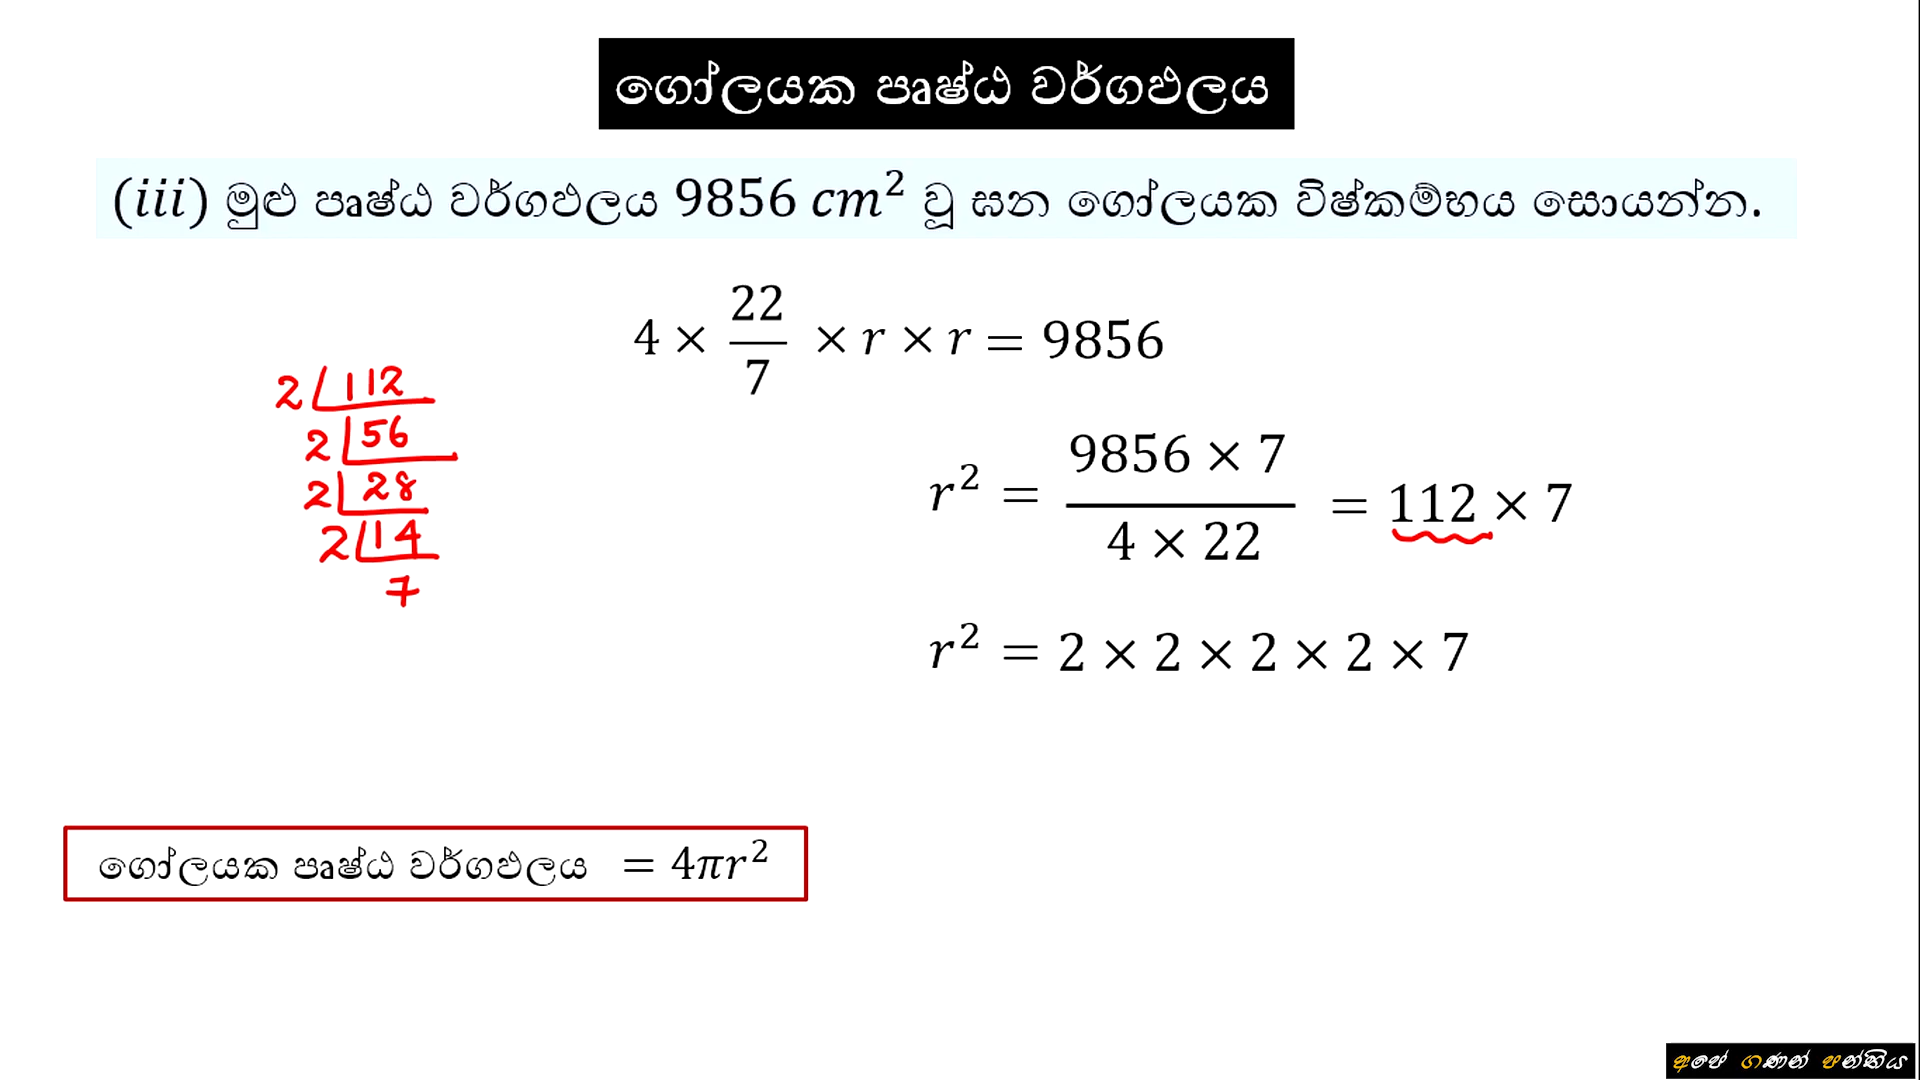 ගෝලයක පෘෂ්ඨ වර්ගඵලය
(iii) මුළු පෘෂ්ඨ වර්ගඵලය 9856 cm² වූ ඝන ගෝලයක විෂ්කම්භය සොයන්න.
4 × 22/7 × r × r = 9856
2 | 112
2 | 56
2 | 28
2 | 14
7
r² = (9856 × 7)/(4 × 22) = 112 × 7
r² = 2 × 2 × 2 × 2 × 7
ගෝලයක පෘෂ්ඨ වර්ගඵලය = 4πr²
අපේ ගණන් පන්තිය